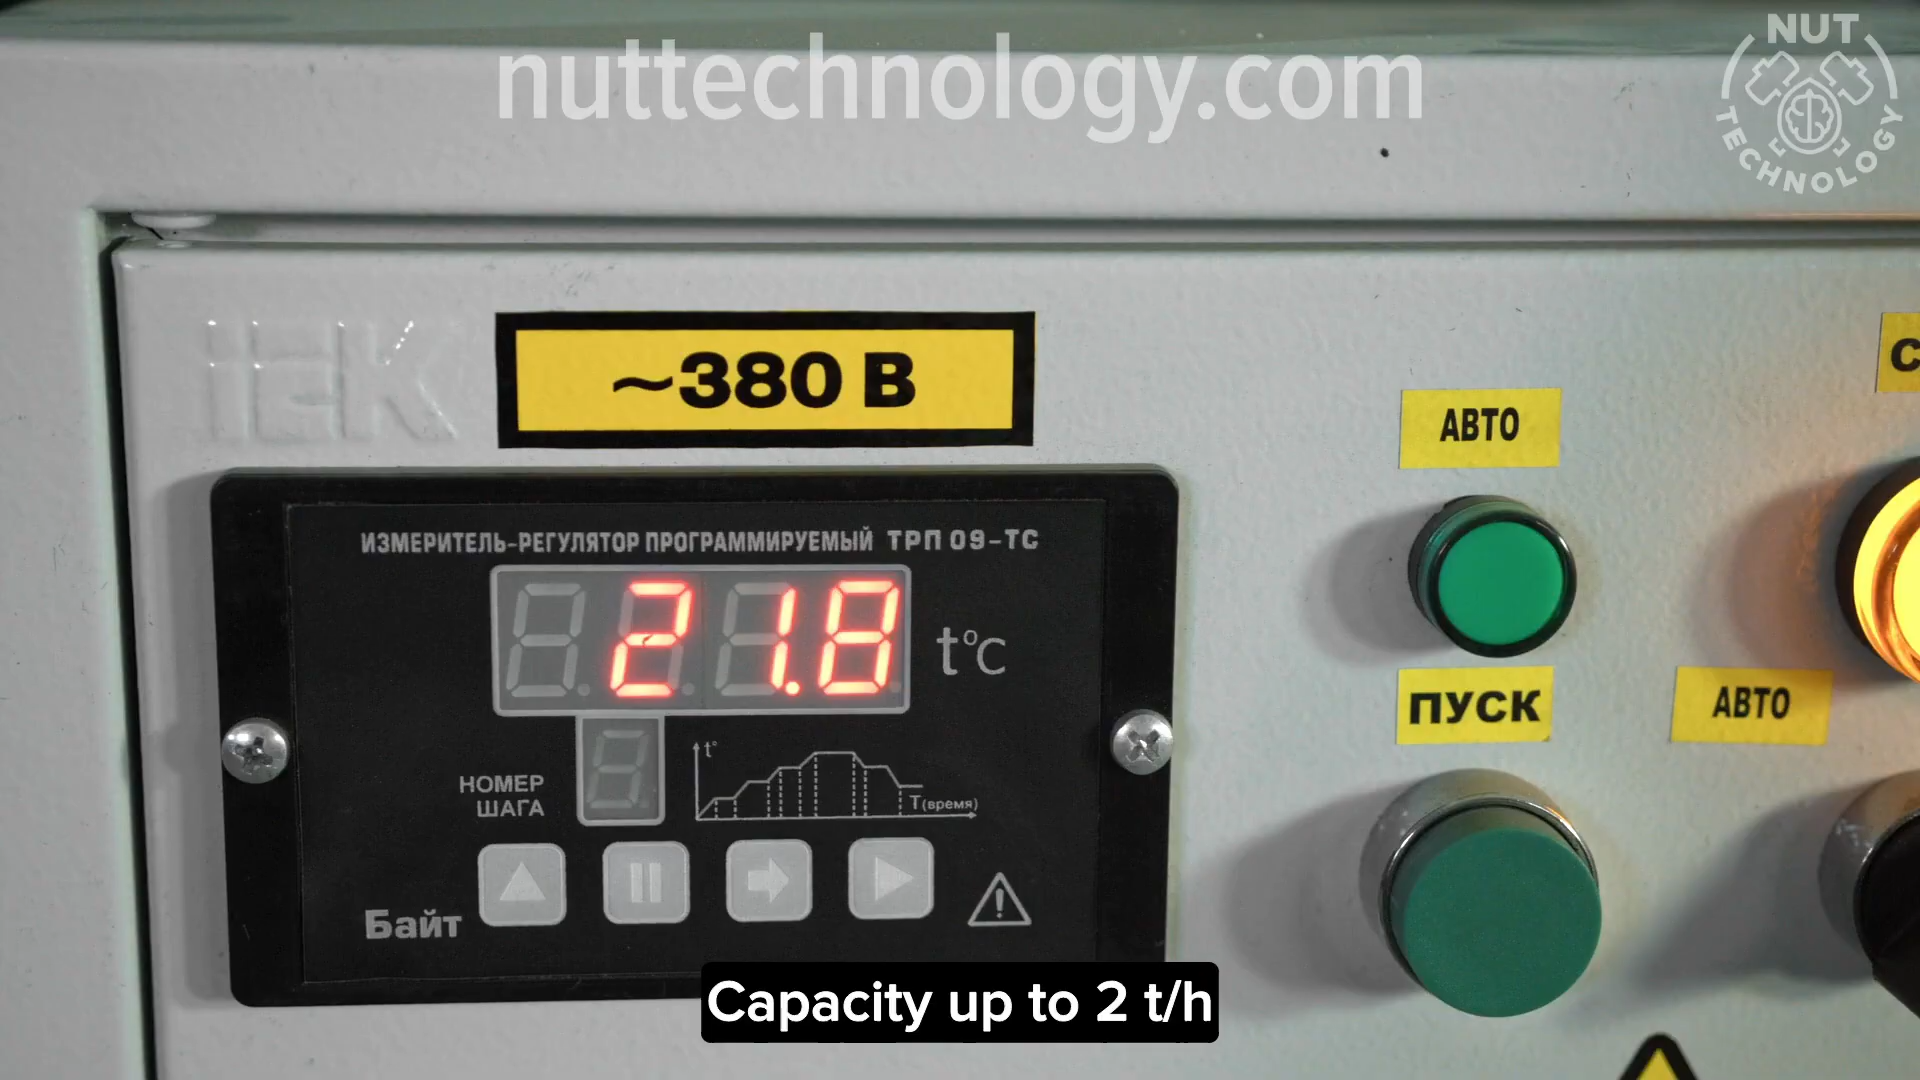 nuttechnology.com
NUT
TECHNOLOGY
IEK
~380 В
АВТО
ИЗМЕРИТЕЛЬ-РЕГУЛЯТОР ПРОГРАММИРУЕМЫЙ ТРП 09-ТС
21.8
t°C
ПУСК
АВТО
НОМЕР
ШАГА
t°
T(время)
Байт
Capacity up to 2 t/h